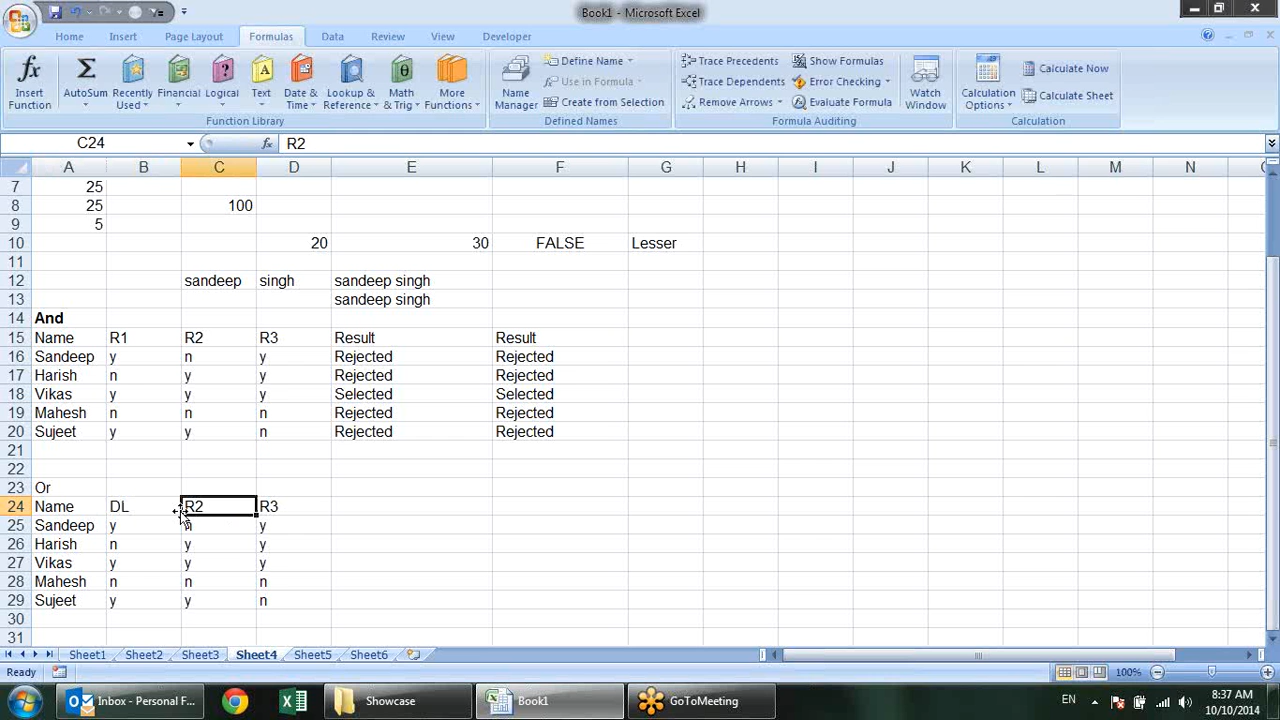 Book1 - Microsoft Excel
Home Insert Page Layout Formulas Data Review View Developer
Insert Function
AutoSum
Recently Used
Financial
Logical
Text
Date & Time
Lookup & Reference
Math & Trig
More Functions
Function Library
Name Manager
Define Name
Use in Formula
Create from Selection
Defined Names
Trace Precedents
Trace Dependents
Remove Arrows
Show Formulas
Error Checking
Evaluate Formula
Formula Auditing
Watch Window
Calculation Options
Calculate Now
Calculate Sheet
Calculation
C24 fx R2
A B C D E F G H I J K L M N
7 25
8 25 100
9 5
10 20 30 FALSE Lesser
11
12 sandeep singh sandeep singh
13 sandeep singh
14 And
15 Name R1 R2 R3 Result Result
16 Sandeep y n y Rejected Rejected
17 Harish n y y Rejected Rejected
18 Vikas y y y Selected Selected
19 Mahesh n n n Rejected Rejected
20 Sujeet y y n Rejected Rejected
21
22
23 Or
24 Name DL R2 R3
25 Sandeep y n y
26 Harish n y y
27 Vikas y y y
28 Mahesh n n n
29 Sujeet y y n
30
31
Sheet1 Sheet2 Sheet3 Sheet4 Sheet5 Sheet6
Ready 100%
Inbox - Personal F... Showcase Book1 GoToMeeting EN 8:37 AM
10/10/2014